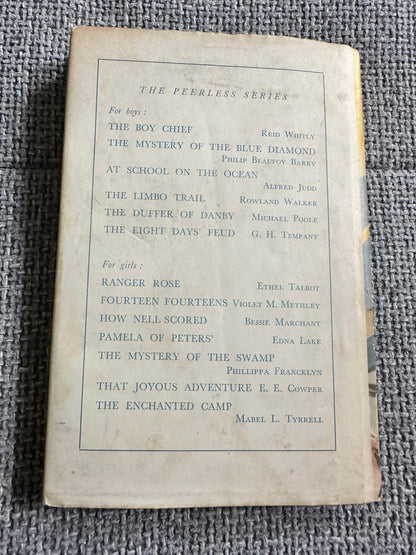 THE PEERLESS SERIES
For boys :
THE BOY CHIEF REID WHITLY
THE MYSTERY OF THE BLUE DIAMOND
PHILIP BEAUFOY BARRY
AT SCHOOL ON THE OCEAN
ALFRED JUDD
THE LIMBO TRAIL ROWLAND WALKER
THE DUFFER OF DANBY MICHAEL POOLE
THE EIGHT DAYS' FEUD G. H. TEMPANY
For girls :
RANGER ROSE ETHEL TALBOT
FOURTEEN FOURTEENS VIOLET M. METHLEY
HOW NELL SCORED BESSIE MARCHANT
PAMELA OF PETERS' EDNA LAKE
THE MYSTERY OF THE SWAMP
PHILLIPPA FRANCKLYN
THAT JOYOUS ADVENTURE E. E. COWPER
THE ENCHANTED CAMP
MABEL L. TYRRELL